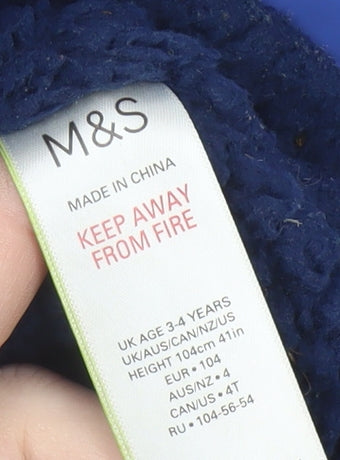 M&S
MADE IN CHINA
KEEP AWAY
FROM FIRE
UK AGE 3-4 YEARS
UK/AUS/CAN/NZ/US
HEIGHT 104cm 41in
EUR • 104
AUS/NZ • 4
CAN/US • 4T
RU • 104-56-54